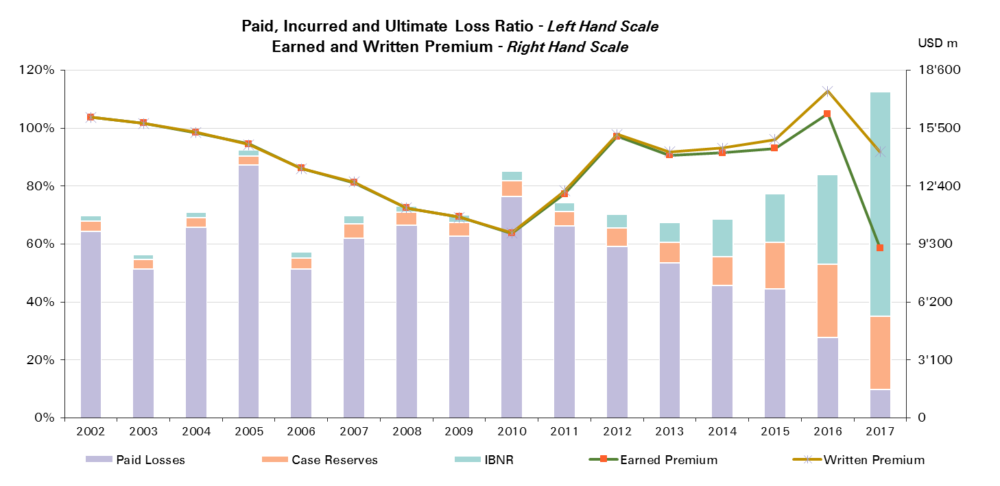 Paid, Incurred and Ultimate Loss Ratio - Left Hand Scale
Earned and Written Premium - Right Hand Scale
USD m
120%
18'600
100%
15'500
80%
12'400
60%
9'300
40%
6'200
20%
3'100
0%
0
2002 2003 2004 2005 2006 2007 2008 2009 2010 2011 2012 2013 2014 2015 2016 2017
Paid Losses Case Reserves IBNR Earned Premium Written Premium